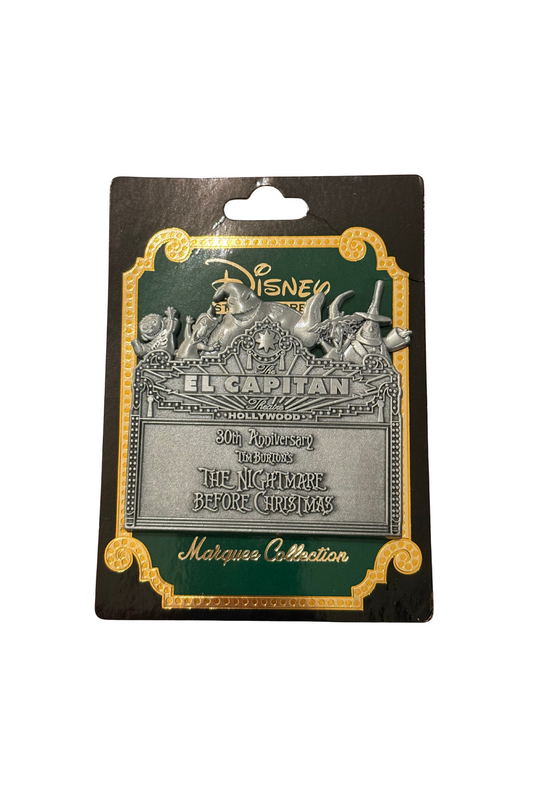 Disney
The
EL CAPITAN
Theatre
HOLLYWOOD
30th Anniversary
TIM BURTON'S
THE NIGHTMARE
BEFORE CHRISTMAS
Marquee Collection